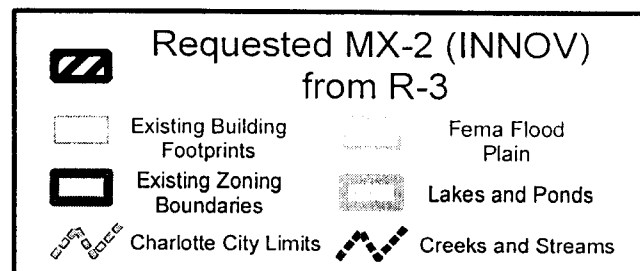 Requested MX-2 (INNOV)
from R-3
Existing Building
Footprints
Fema Flood
Plain
Existing Zoning
Boundaries
Lakes and Ponds
Charlotte City Limits
Creeks and Streams